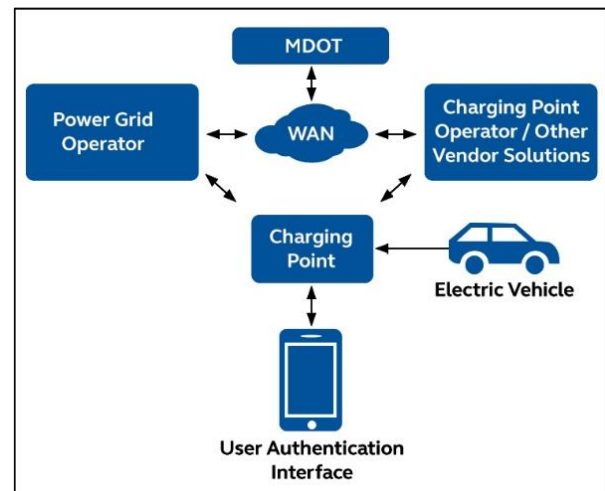 MDOT
Power Grid
Operator
WAN
Charging Point
Operator / Other
Vendor Solutions
Charging
Point
Electric Vehicle
User Authentication
Interface